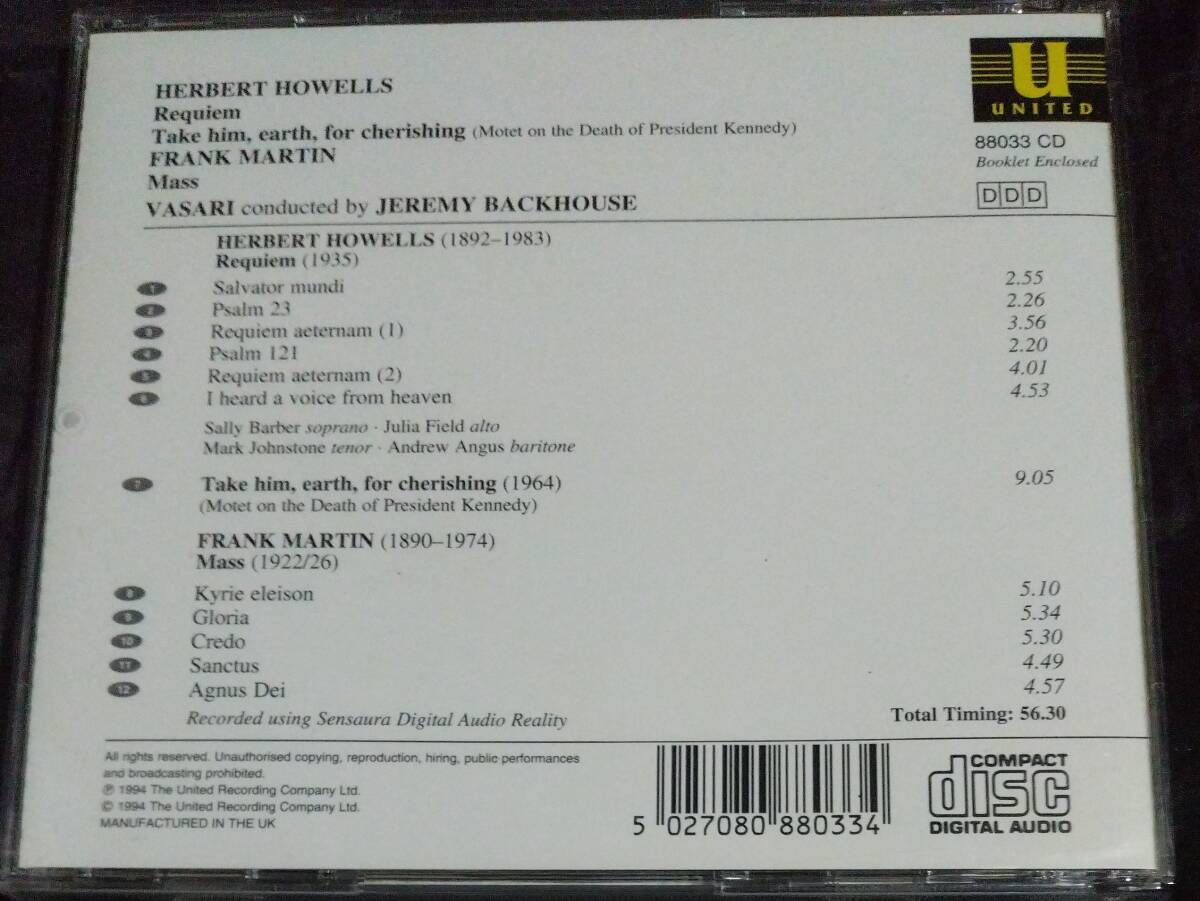 HERBERT HOWELLS
Requiem
Take him, earth, for cherishing (Motet on the Death of President Kennedy)
FRANK MARTIN
Mass
VASARI conducted by JEREMY BACKHOUSE
U
UNITED
88033 CD
Booklet Enclosed
DDD
HERBERT HOWELLS (1892–1983)
Requiem (1935)
1 Salvator mundi 2.55
2 Psalm 23 2.26
3 Requiem aeternam (1) 3.56
4 Psalm 121 2.20
5 Requiem aeternam (2) 4.01
6 I heard a voice from heaven 4.53
Sally Barber soprano · Julia Field alto
Mark Johnstone tenor · Andrew Angus baritone
7 Take him, earth, for cherishing (1964) 9.05
(Motet on the Death of President Kennedy)
FRANK MARTIN (1890–1974)
Mass (1922/26)
8 Kyrie eleison 5.10
9 Gloria 5.34
10 Credo 5.30
11 Sanctus 4.49
12 Agnus Dei 4.57
Recorded using Sensaura Digital Audio Reality
Total Timing: 56.30
All rights reserved. Unauthorised copying, reproduction, hiring, public performances
and broadcasting prohibited.
℗ 1994 The United Recording Company Ltd.
© 1994 The United Recording Company Ltd.
MANUFACTURED IN THE UK
5 027080 880334
COMPACT
disc
DIGITAL AUDIO